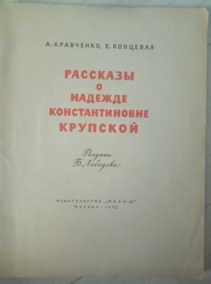 А. КРАВЧЕНКО, Е. КОНЦЕВАЯ
РАССКАЗЫ
О
НАДЕЖДЕ
КОНСТАНТИНОВНЕ
КРУПСКОЙ
Рисунки
Б. Лебедева
ИЗДАТЕЛЬСТВО „МАЛЫШ"
МОСКВА